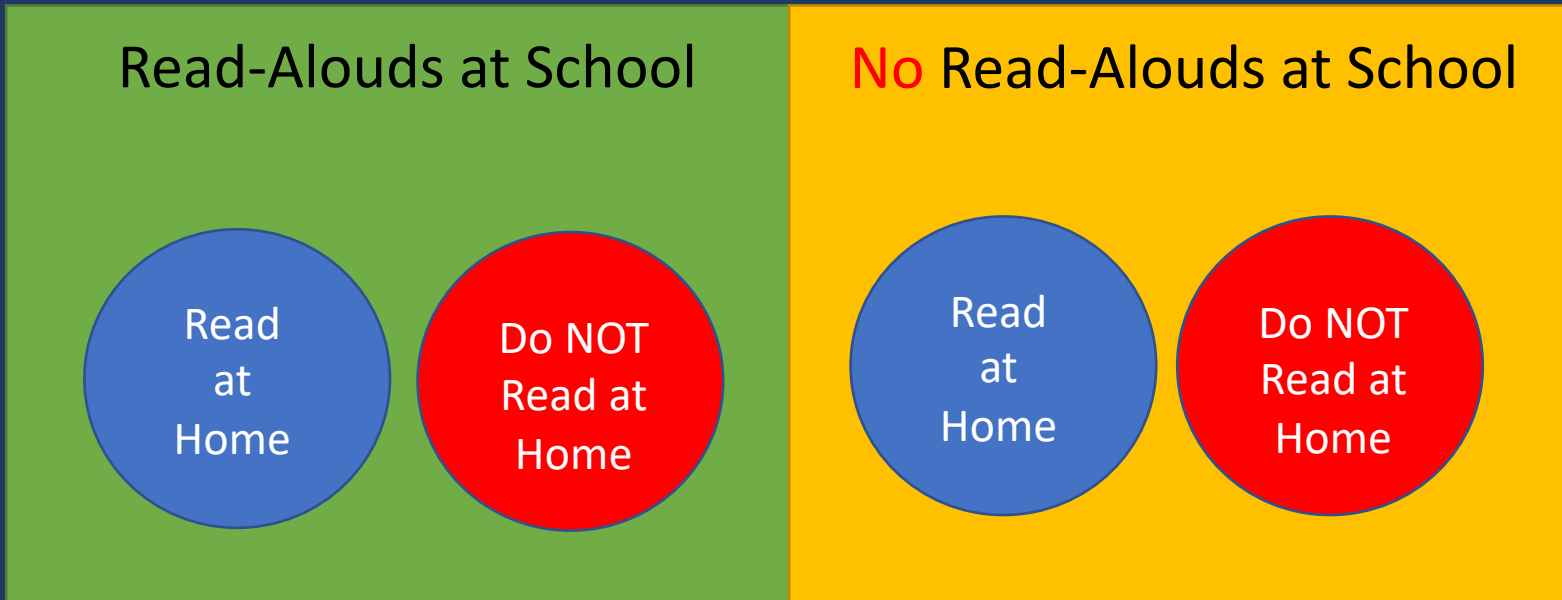 Read-Alouds at School
Read
at
Home
Do NOT
Read at
Home
No Read-Alouds at School
Read
at
Home
Do NOT
Read at
Home